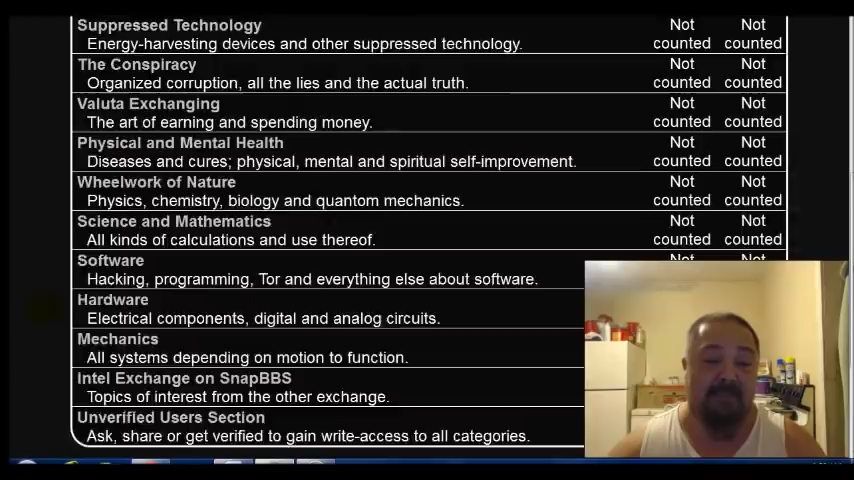 Suppressed Technology Not Not
Energy-harvesting devices and other suppressed technology. counted counted
The Conspiracy Not Not
Organized corruption, all the lies and the actual truth. counted counted
Valuta Exchanging Not Not
The art of earning and spending money. counted counted
Physical and Mental Health Not Not
Diseases and cures; physical, mental and spiritual self-improvement. counted counted
Wheelwork of Nature Not Not
Physics, chemistry, biology and quantom mechanics. counted counted
Science and Mathematics Not Not
All kinds of calculations and use thereof. counted counted
Software Not Not
Hacking, programming, Tor and everything else about software.
Hardware
Electrical components, digital and analog circuits.
Mechanics
All systems depending on motion to function.
Intel Exchange on SnapBBS
Topics of interest from the other exchange.
Unverified Users Section
Ask, share or get verified to gain write-access to all categories.